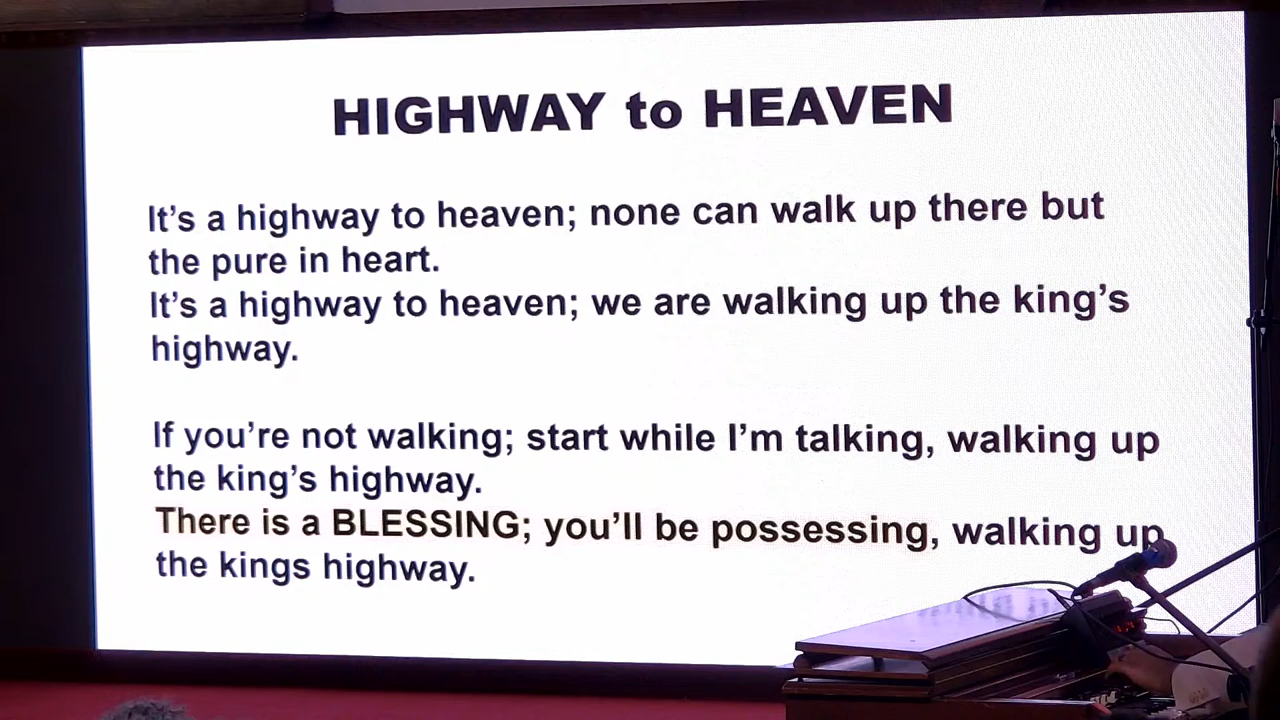 HIGHWAY to HEAVEN
It's a highway to heaven; none can walk up there but
the pure in heart.
It's a highway to heaven; we are walking up the king's
highway.
If you're not walking; start while I'm talking, walking up
the king's highway.
There is a BLESSING; you'll be possessing, walking up
the kings highway.